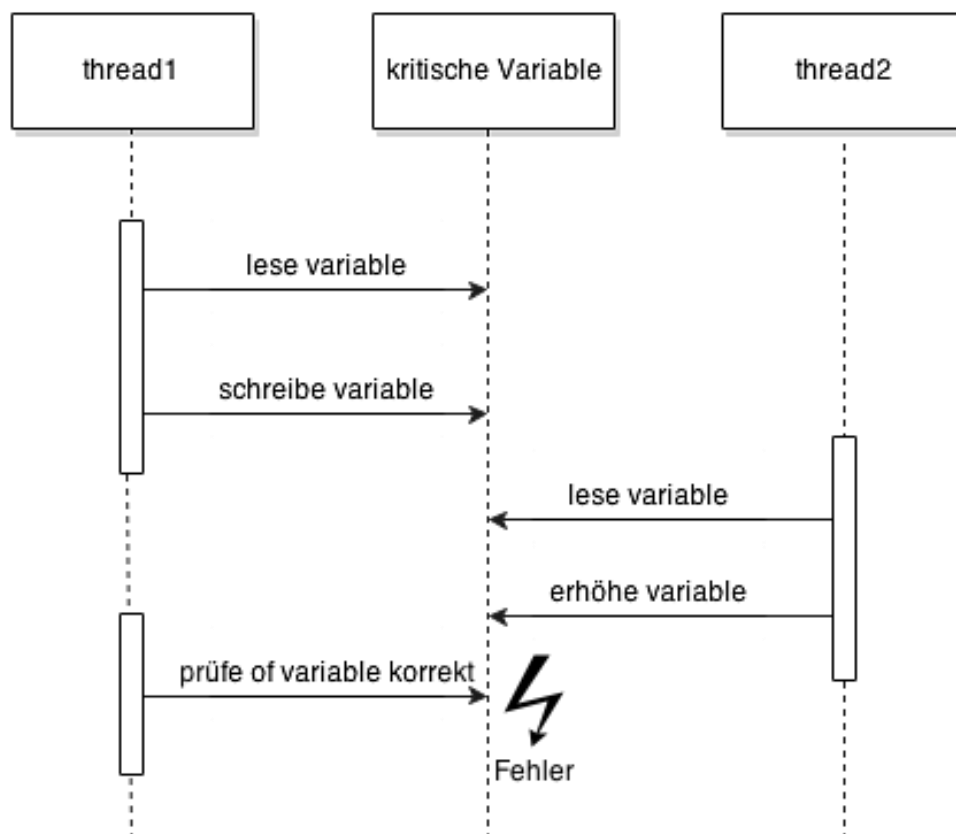 thread1
kritische Variable
thread2
lese variable
schreibe variable
lese variable
erhöhe variable
prüfe of variable korrekt
Fehler